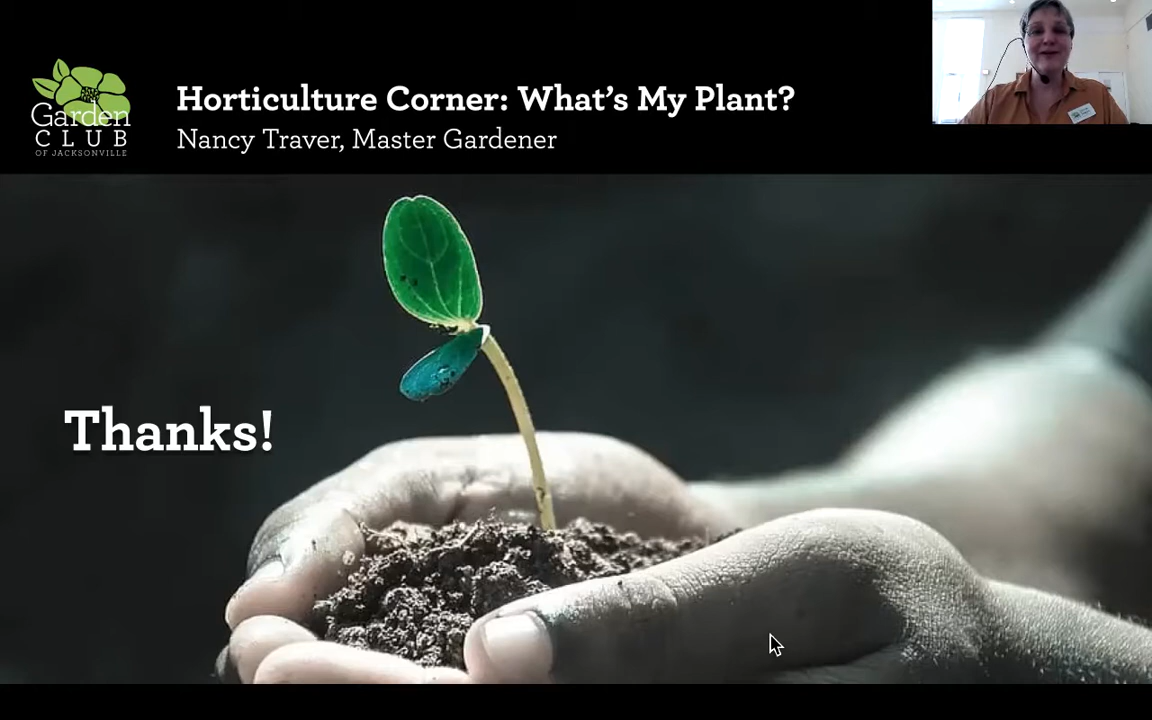 Garden
CLUB
OF JACKSONVILLE
Horticulture Corner: What's My Plant?
Nancy Traver, Master Gardener
Thanks!